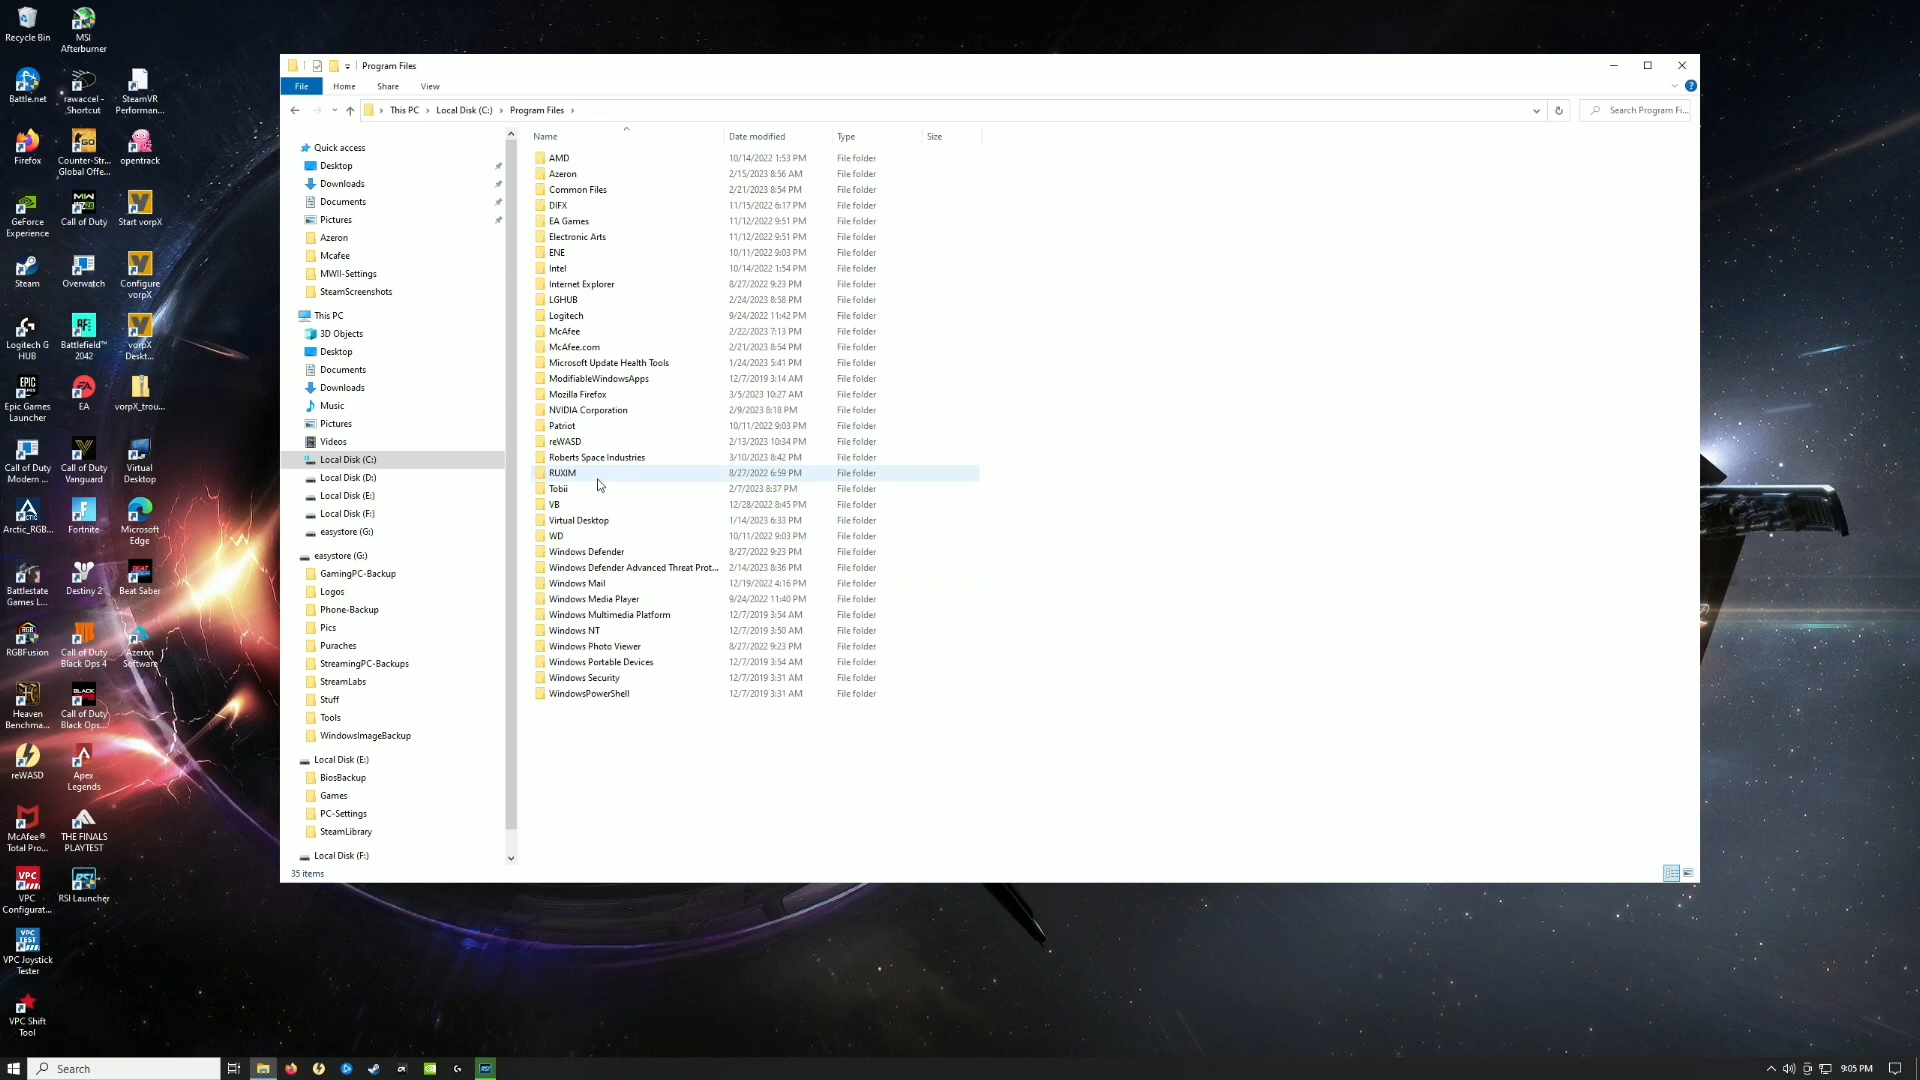 Recycle Bin
MSI
Afterburner
Battle.net
rawaccel -
Shortcut
SteamVR
Performan...
Firefox
Counter-Str...
Global Offe...
opentrack
GeForce
Experience
Call of Duty
Start vorpX
Steam
Overwatch
Configure
vorpX
Logitech G
HUB
Battlefield™
2042
vorpX
Deskt...
Epic Games
Launcher
EA
vorpX_trou...
Call of Duty
Modern ...
Call of Duty
Vanguard
Virtual
Desktop
Arctic_RGB...
Fortnite
Microsoft
Edge
Battlestate
Games L...
Destiny 2
Beat Saber
RGBFusion
Call of Duty
Black Ops 4
Azeron
Software
Heaven
Benchma...
Call of Duty
Black Ops...
reWASD
Apex
Legends
McAfee®
Total Pro...
THE FINALS
PLAYTEST
VPC
Configurat...
RSI Launcher
VPC Joystick
Tester
VPC Shift
Tool
Program Files
File Home Share View
This PC Local Disk (C:) Program Files
Search Program Fi...
Quick access
Desktop
Downloads
Documents
Pictures
Azeron
Mcafee
MWII-Settings
SteamScreenshots
This PC
3D Objects
Desktop
Documents
Downloads
Music
Pictures
Videos
Local Disk (C:)
Local Disk (D:)
Local Disk (E:)
Local Disk (F:)
easystore (G:)
easystore (G:)
GamingPC-Backup
Logos
Phone-Backup
Pics
Puraches
StreamingPC-Backups
StreamLabs
Stuff
Tools
WindowsImageBackup
Local Disk (E:)
BiosBackup
Games
PC-Settings
SteamLibrary
Local Disk (F:)
Name Date modified Type Size
AMD 10/14/2022 1:53 PM File folder
Azeron 2/15/2023 8:56 AM File folder
Common Files 2/21/2023 8:54 PM File folder
DIFX 11/15/2022 6:17 PM File folder
EA Games 11/12/2022 9:51 PM File folder
Electronic Arts 11/12/2022 9:51 PM File folder
ENE 10/11/2022 9:03 PM File folder
Intel 10/14/2022 1:54 PM File folder
Internet Explorer 8/27/2022 9:23 PM File folder
LGHUB 2/24/2023 8:58 PM File folder
Logitech 9/24/2022 11:42 PM File folder
McAfee 2/22/2023 7:13 PM File folder
McAfee.com 2/21/2023 8:54 PM File folder
Microsoft Update Health Tools 1/24/2023 5:41 PM File folder
ModifiableWindowsApps 12/7/2019 3:14 AM File folder
Mozilla Firefox 3/5/2023 10:27 AM File folder
NVIDIA Corporation 2/9/2023 8:18 PM File folder
Patriot 10/11/2022 9:03 PM File folder
reWASD 2/13/2023 10:34 PM File folder
Roberts Space Industries 3/10/2023 8:42 PM File folder
RUXIM 8/27/2022 6:59 PM File folder
Tobii 2/7/2023 8:37 PM File folder
VB 12/28/2022 8:45 PM File folder
Virtual Desktop 1/14/2023 6:33 PM File folder
WD 10/11/2022 9:03 PM File folder
Windows Defender 8/27/2022 9:23 PM File folder
Windows Defender Advanced Threat Prot... 2/14/2023 8:36 PM File folder
Windows Mail 12/19/2022 4:16 PM File folder
Windows Media Player 9/24/2022 11:40 PM File folder
Windows Multimedia Platform 12/7/2019 3:54 AM File folder
Windows NT 12/7/2019 3:50 AM File folder
Windows Photo Viewer 8/27/2022 9:23 PM File folder
Windows Portable Devices 12/7/2019 3:54 AM File folder
Windows Security 12/7/2019 3:31 AM File folder
WindowsPowerShell 12/7/2019 3:31 AM File folder
35 items
Search
9:05 PM